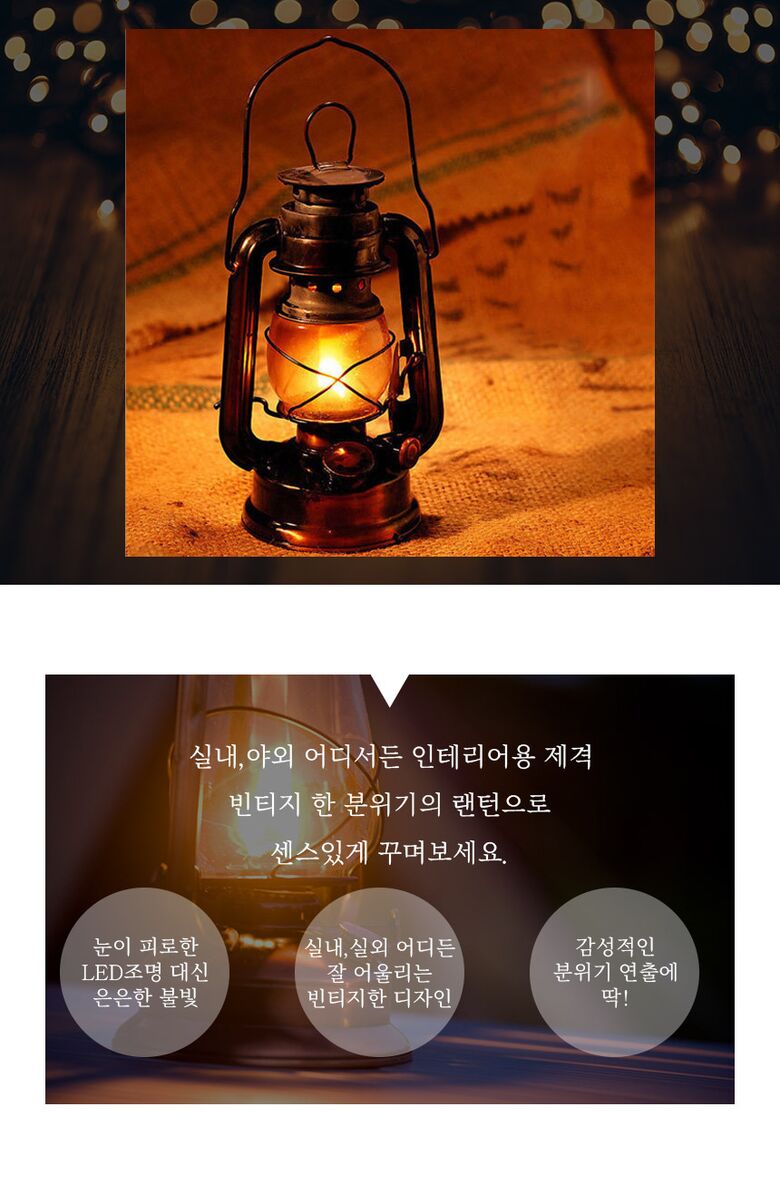 실내,야외 어디서든 인테리어용 제격
빈티지 한 분위기의 랜턴으로
센스있게 꾸며보세요.
눈이 피로한
LED조명 대신
은은한 불빛
실내,실외 어디든
잘 어울리는
빈티지한 디자인
감성적인
분위기 연출에
딱!